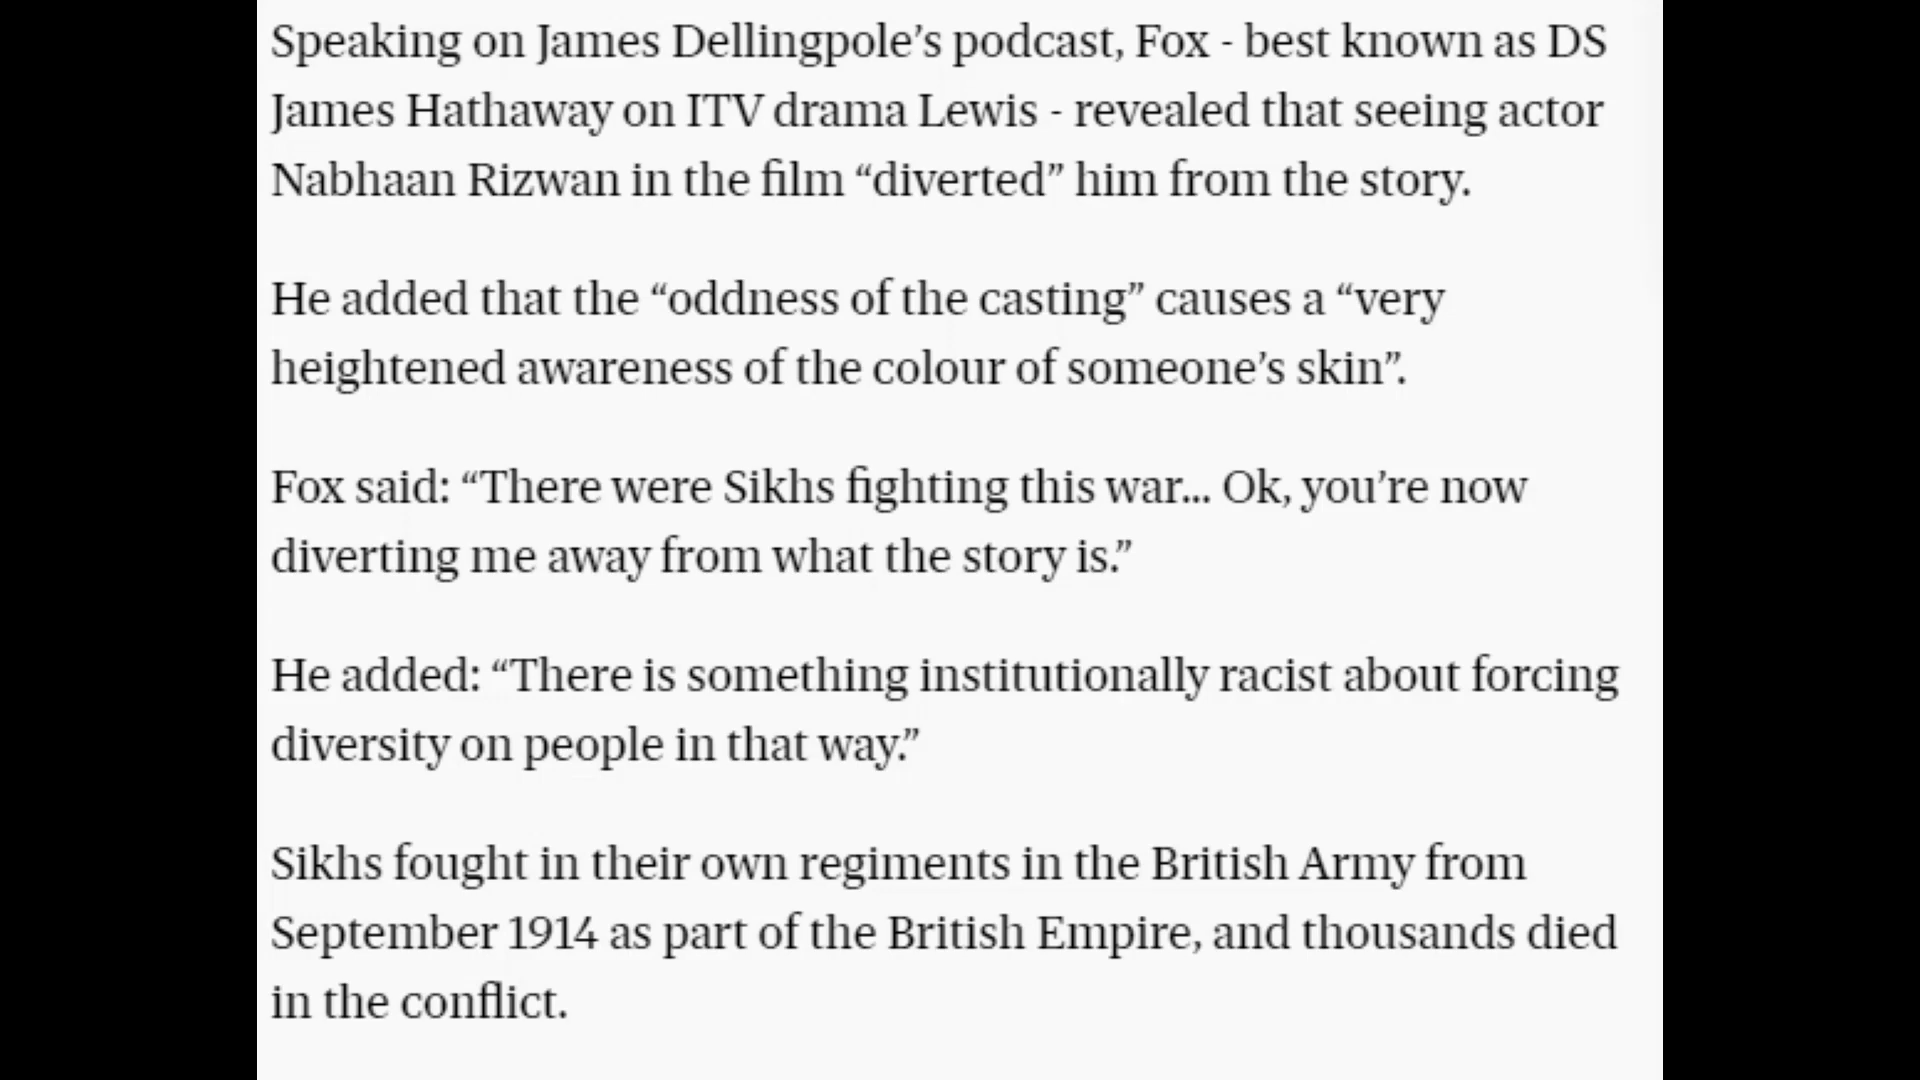 Speaking on James Dellingpole’s podcast, Fox - best known as DS
James Hathaway on ITV drama Lewis - revealed that seeing actor
Nabhaan Rizwan in the film “diverted” him from the story.
He added that the “oddness of the casting” causes a “very
heightened awareness of the colour of someone’s skin”.
Fox said: “There were Sikhs fighting this war... Ok, you’re now
diverting me away from what the story is.”
He added: “There is something institutionally racist about forcing
diversity on people in that way.”
Sikhs fought in their own regiments in the British Army from
September 1914 as part of the British Empire, and thousands died
in the conflict.